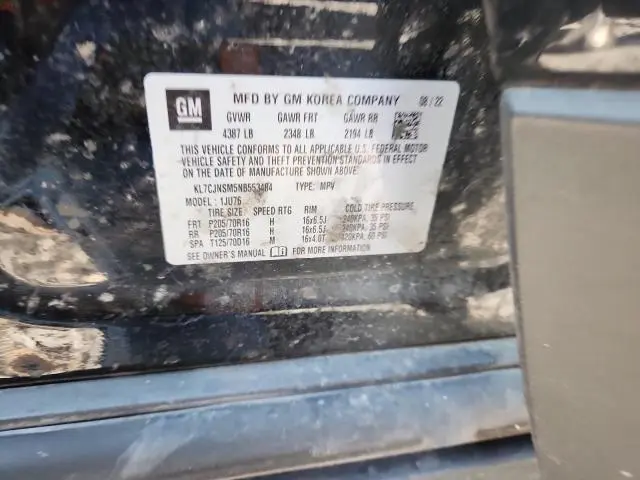 GM MFD BY GM KOREA COMPANY 08 / 22
GVWR GAWR FRT GAWR RR
4387 LB 2348 LB 2194 LB
THIS VEHICLE CONFORMS TO ALL APPLICABLE U.S. FEDERAL MOTOR
VEHICLE SAFETY AND THEFT PREVENTION STANDARDS IN EFFECT
ON THE DATE OF MANUFACTURE SHOWN ABOVE.
KL7CJNSM5NB553484 TYPE: MPV
MODEL: 1JU76
TIRE SIZE SPEED RTG RIM COLD TIRE PRESSURE
FRT P205/70R16 H 16x6.5J 240KPA, 35 PSI
RR P205/70R16 H 16x6.5J 240KPA, 35 PSI
SPA T125/70D16 M 16x4.0T 420KPA, 60 PSI
SEE OWNER'S MANUAL FOR MORE INFORMATION